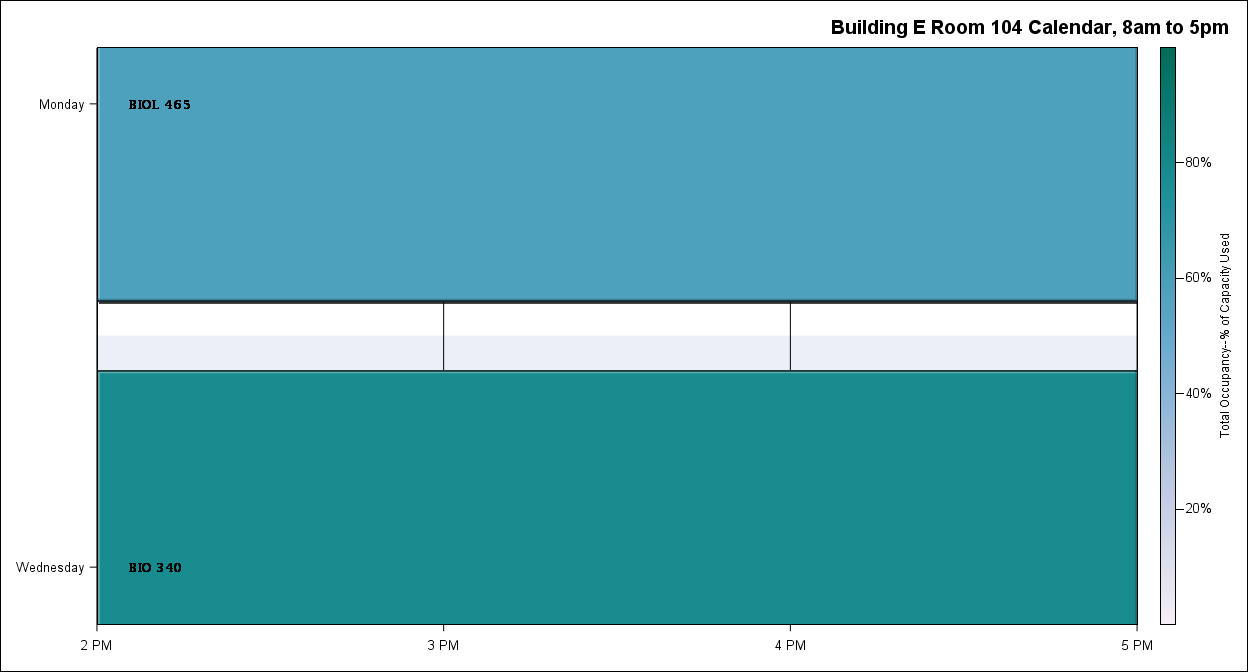 Building E Room 104 Calendar, 8am to 5pm
Monday
BIOL 465
80%
60%
40%
20%
Total Occupancy--% of Capacity Used
Wednesday
BIO 340
2 PM
3 PM
4 PM
5 PM